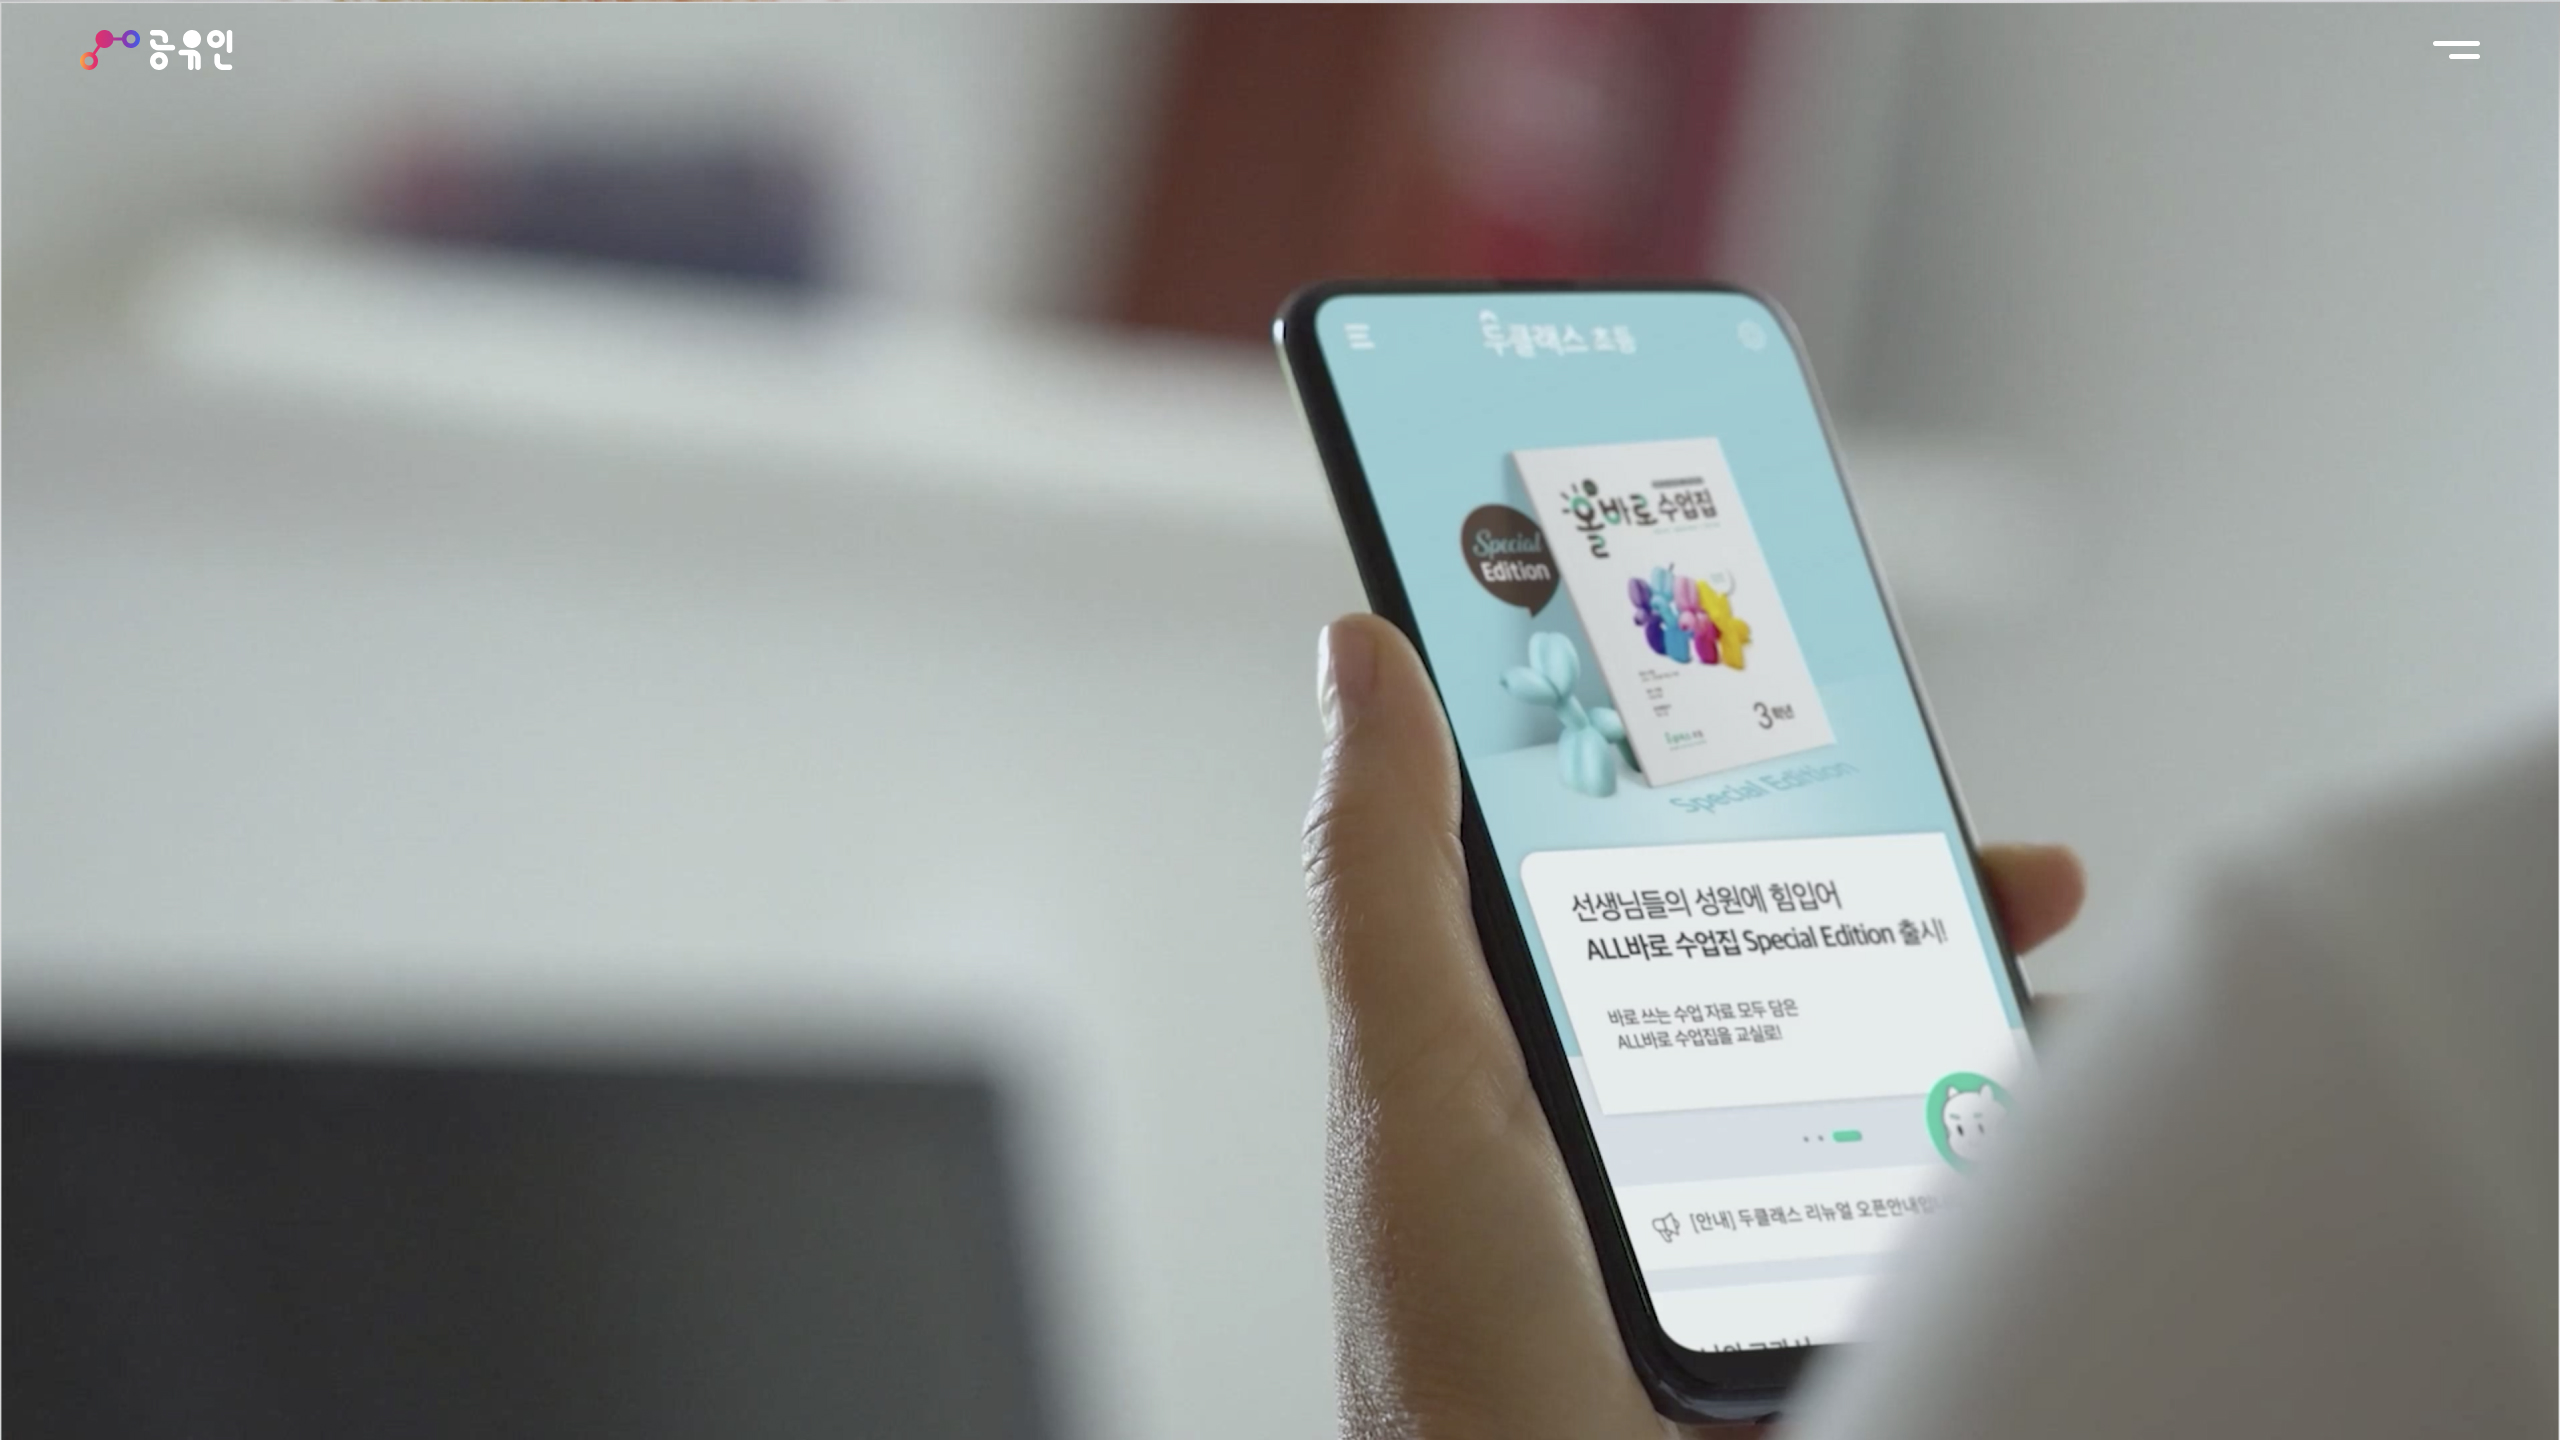 공유인
두클래스 초등
올바로 수업집
Special
Edition
3학년
Special Edition
선생님들의 성원에 힘입어
ALL바로 수업집 Special Edition 출시!
바로 쓰는 수업 자료 모두 담은
ALL바로 수업집을 교실로!
[안내] 두클래스 리뉴얼 오픈안내입니